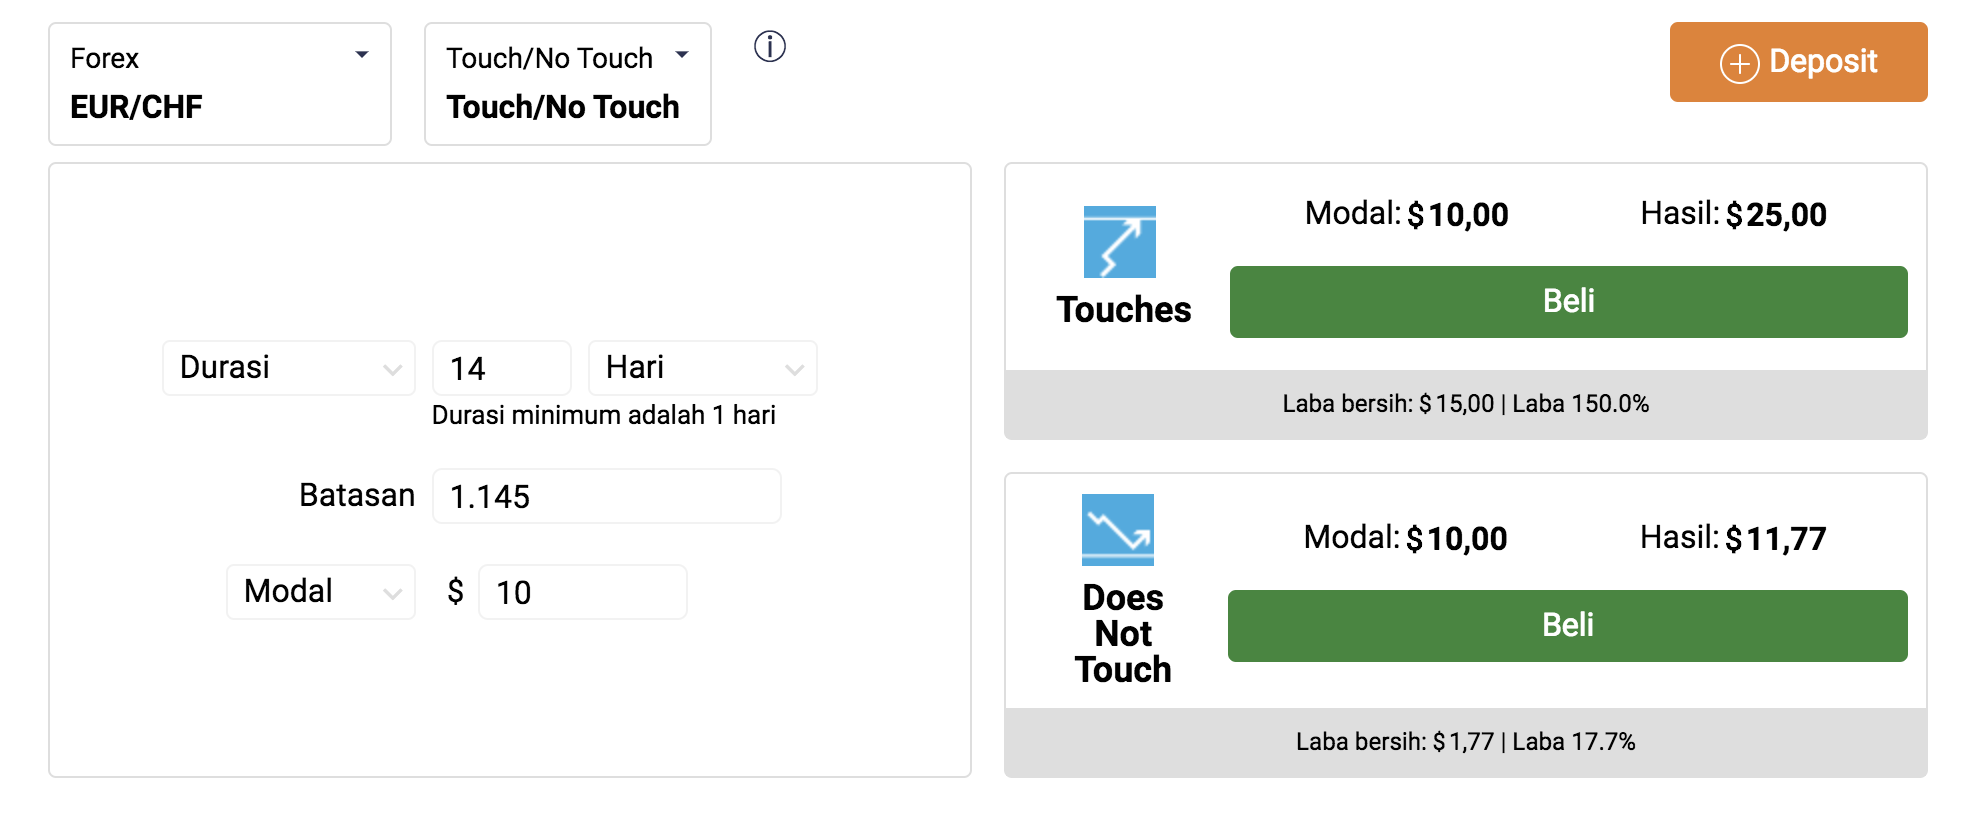 Forex
EUR/CHF
Touch/No Touch
Touch/No Touch
Deposit
Durasi 14 Hari
Durasi minimum adalah 1 hari
Batasan 1.145
Modal $ 10
Modal: $10,00 Hasil: $25,00
Touches
Beli
Laba bersih: $15,00 | Laba 150.0%
Modal: $10,00 Hasil: $11,77
Does
Not
Touch
Beli
Laba bersih: $1,77 | Laba 17.7%